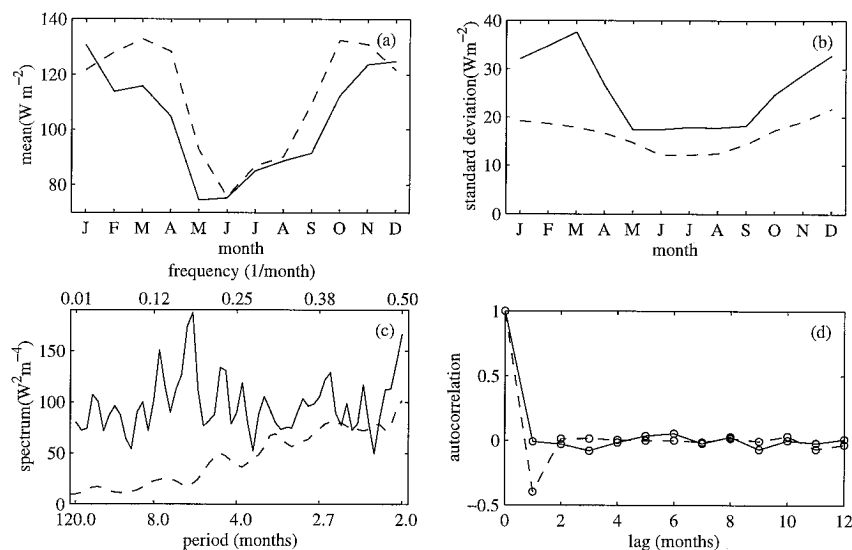 140
120
100
80
mean(W m⁻²)
(a)
J F M A M J J A S O N D
month
40
30
20
10
0
standard deviation(Wm⁻²)
(b)
J F M A M J J A S O N D
month
frequency (1/month)
0.01 0.12 0.25 0.38 0.50
150
100
50
0
spectrum(W²m⁻⁴)
(c)
120.0 8.0 4.0 2.7 2.0
period (months)
1
0.5
0
-0.5
autocorrelation
(d)
0 2 4 6 8 10 12
lag (months)